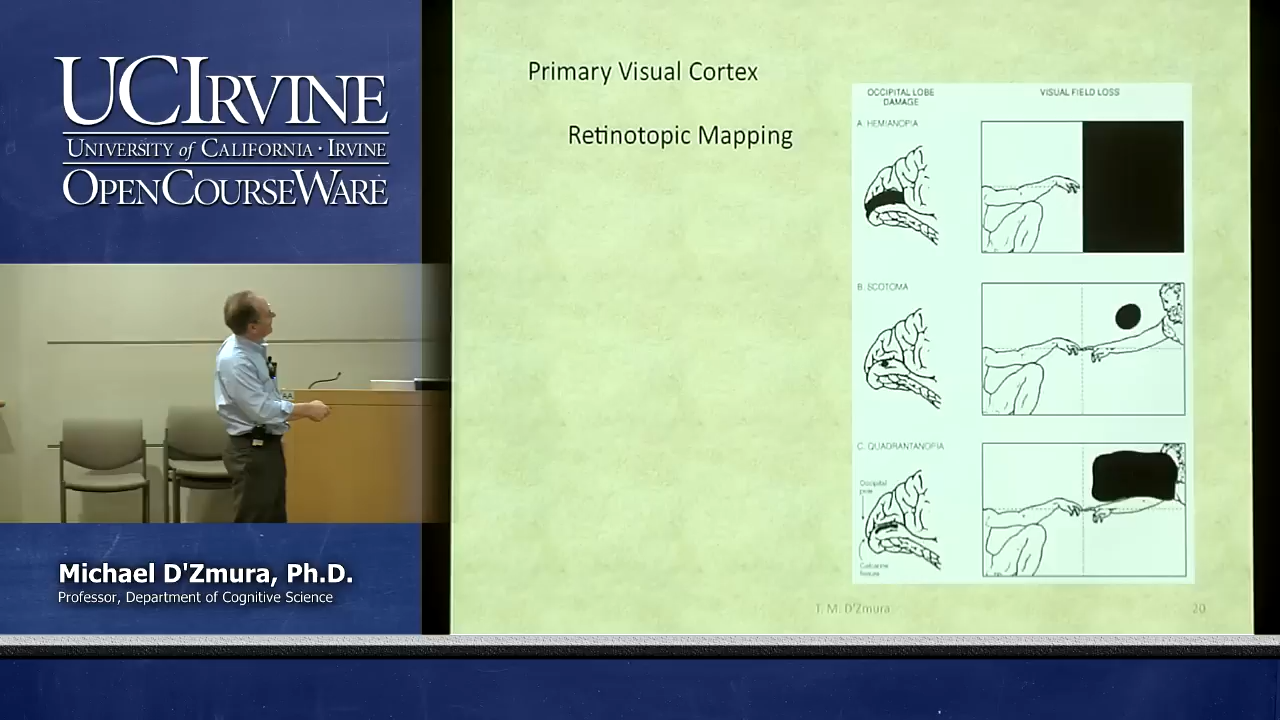 UCIRVINE
UNIVERSITY of CALIFORNIA · IRVINE
OPENCOURSEWARE
Michael D'Zmura, Ph.D.
Professor, Department of Cognitive Science
Primary Visual Cortex
Retinotopic Mapping
OCCIPITAL LOBE
DAMAGE
VISUAL FIELD LOSS
A. HEMIANOPIA
B. SCOTOMA
C. QUADRANTANOPIA
Occipital
pole
Calcarine
fissure
T. M. D'Zmura
20